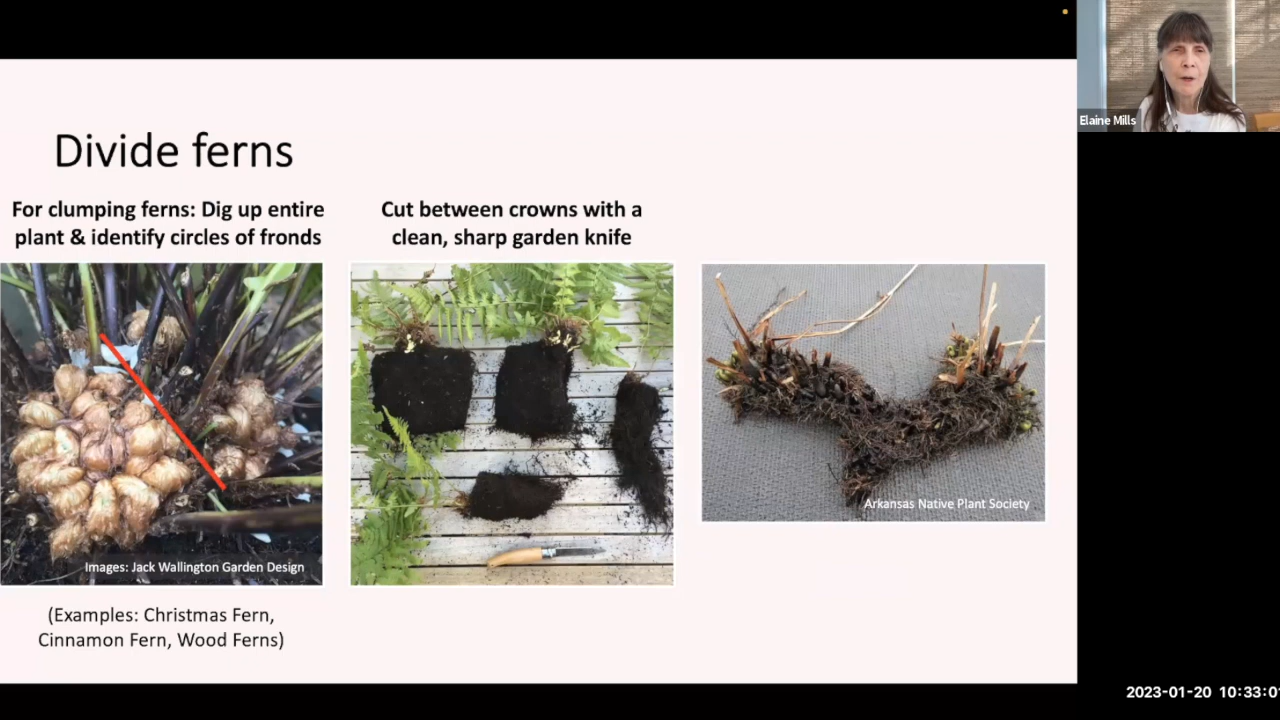 Elaine Mills
Divide ferns
For clumping ferns: Dig up entire
plant & identify circles of fronds
Cut between crowns with a
clean, sharp garden knife
Images: Jack Wallington Garden Design
Arkansas Native Plant Society
(Examples: Christmas Fern,
Cinnamon Fern, Wood Ferns)
2023-01-20 10:33:0